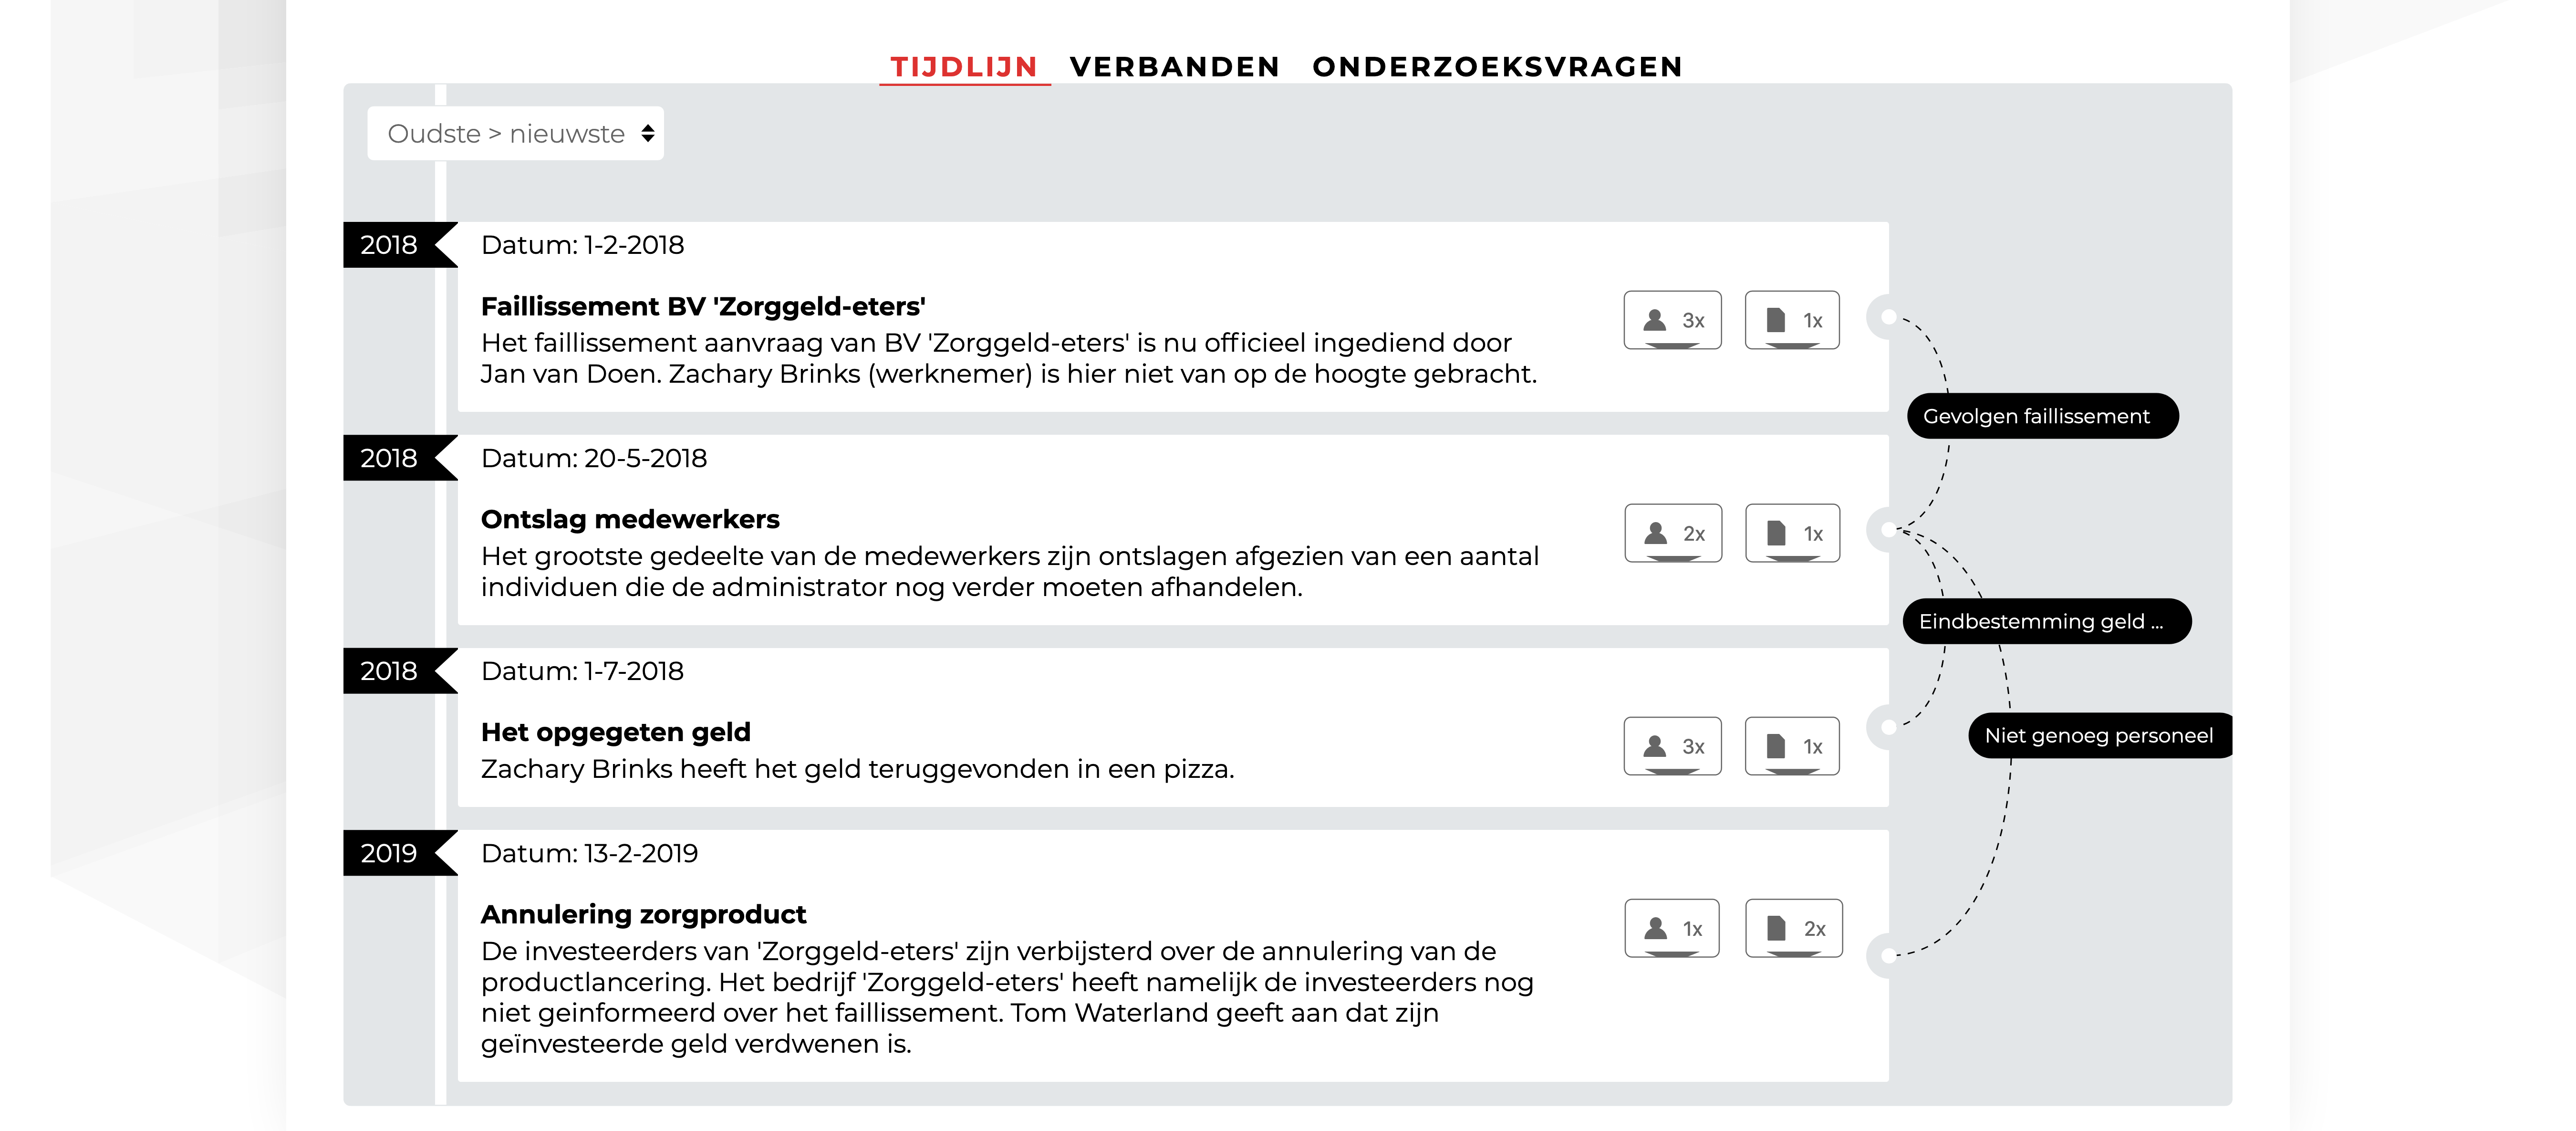 TIJDLIJN VERBANDEN ONDERZOEKSVRAGEN
Oudste > nieuwste
2018
Datum: 1-2-2018
Faillissement BV 'Zorggeld-eters'
Het faillissement aanvraag van BV 'Zorggeld-eters' is nu officieel ingediend door
Jan van Doen. Zachary Brinks (werknemer) is hier niet van op de hoogte gebracht.
3x
1x
Gevolgen faillissement
2018
Datum: 20-5-2018
Ontslag medewerkers
Het grootste gedeelte van de medewerkers zijn ontslagen afgezien van een aantal
individuen die de administrator nog verder moeten afhandelen.
2x
1x
Eindbestemming geld ...
2018
Datum: 1-7-2018
Het opgegeten geld
Zachary Brinks heeft het geld teruggevonden in een pizza.
3x
1x
Niet genoeg personeel
2019
Datum: 13-2-2019
Annulering zorgproduct
De investeerders van 'Zorggeld-eters' zijn verbijsterd over de annulering van de
productlancering. Het bedrijf 'Zorggeld-eters' heeft namelijk de investeerders nog
niet geinformeerd over het faillissement. Tom Waterland geeft aan dat zijn
geïnvesteerde geld verdwenen is.
1x
2x